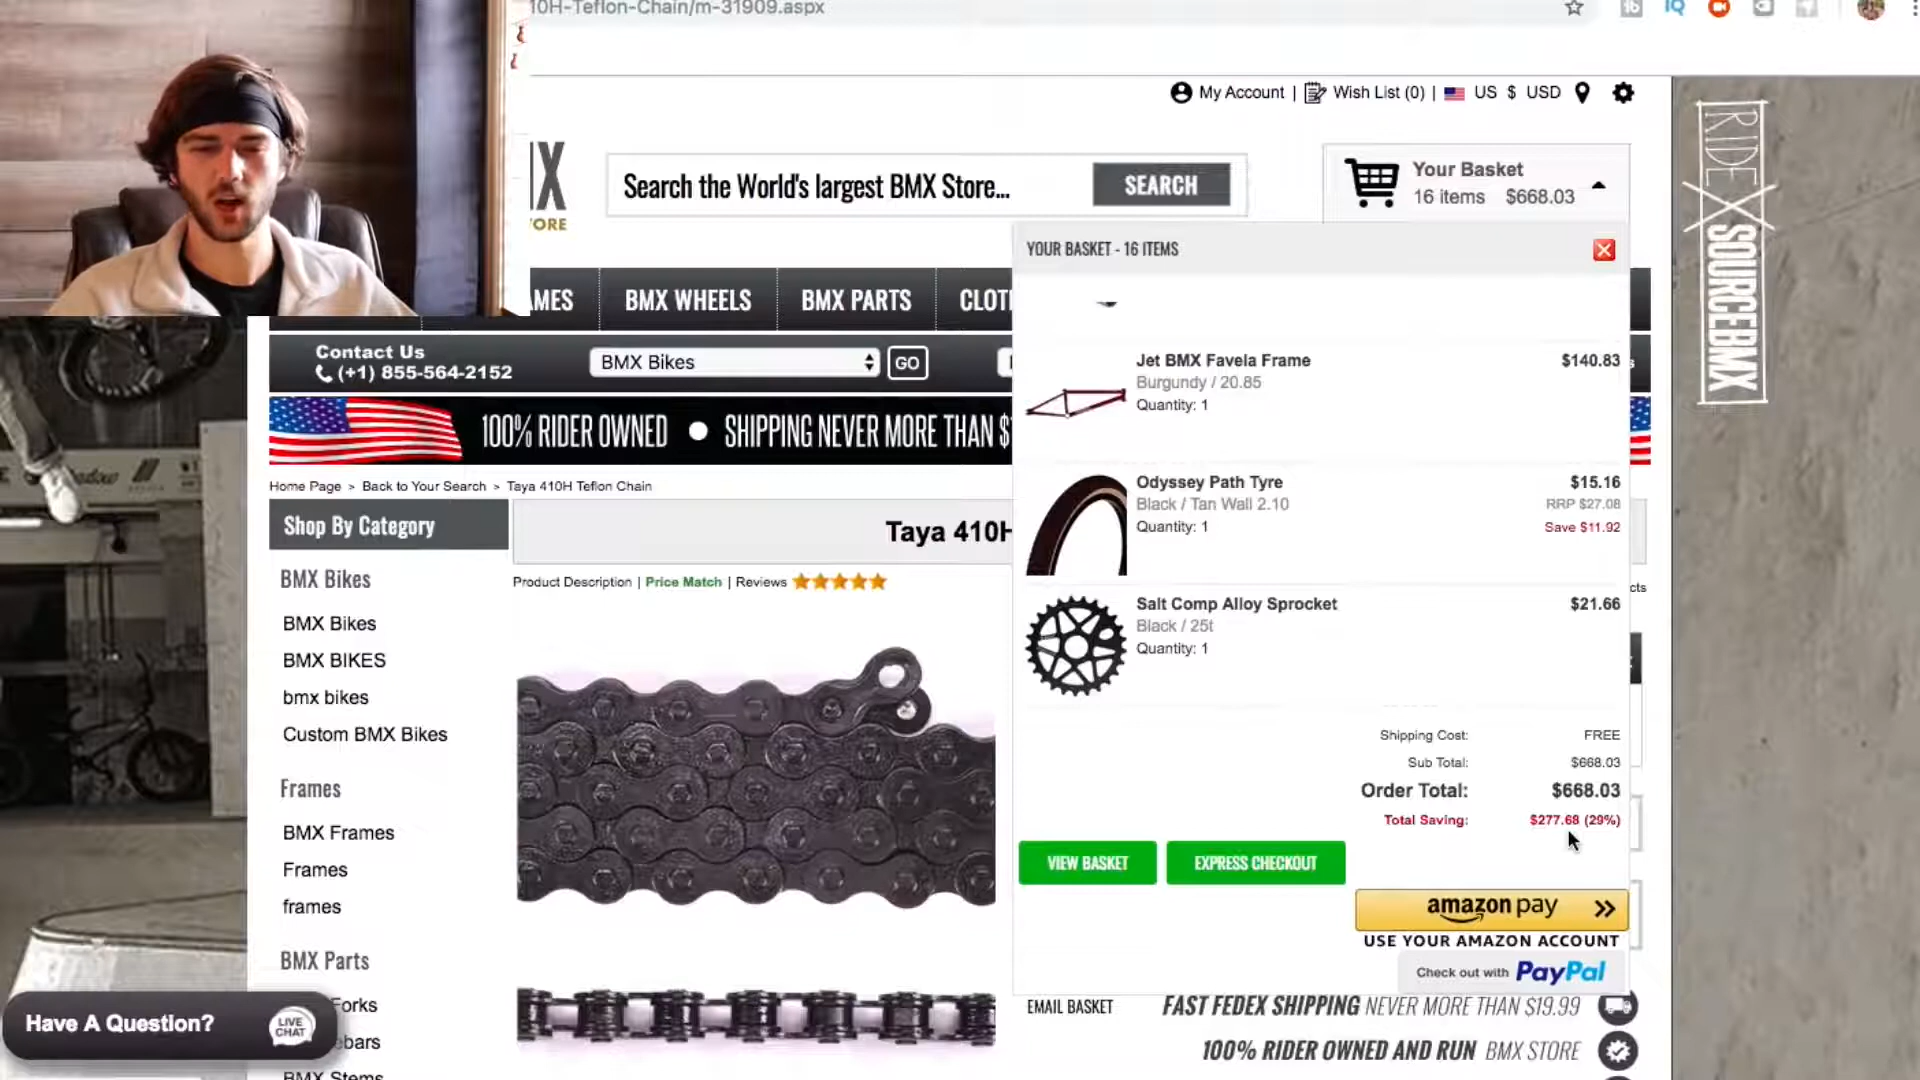 10H-Teflon-Chain/m-31909.aspx
My Account | Wish List (0) | US $ USD
X
ORE
Search the World's largest BMX Store...
SEARCH
Your Basket
16 items $668.03
YOUR BASKET - 16 ITEMS
BMX WHEELS
BMX PARTS
Contact Us
(+1) 855-564-2152
BMX Bikes
GO
100% RIDER OWNED ● SHIPPING NEVER MORE THAN $
Home Page > Back to Your Search > Taya 410H Teflon Chain
Shop By Category
Taya 410H
Product Description | Price Match | Reviews
BMX Bikes
BMX Bikes
BMX BIKES
bmx bikes
Custom BMX Bikes
Frames
BMX Frames
Frames
frames
BMX Parts
Forks
ebars
BMX Stems
Have A Question?
LIVE
CHAT
Jet BMX Favela Frame
$140.83
Burgundy / 20.85
Quantity: 1
Odyssey Path Tyre
$15.16
Black / Tan Wall 2.10
RRP $27.08
Quantity: 1
Save $11.92
Salt Comp Alloy Sprocket
$21.66
Black / 25t
Quantity: 1
Shipping Cost: FREE
Sub Total: $668.03
Order Total: $668.03
Total Saving: $277.68 (29%)
VIEW BASKET
EXPRESS CHECKOUT
amazon pay
USE YOUR AMAZON ACCOUNT
Check out with PayPal
EMAIL BASKET
FAST FEDEX SHIPPING NEVER MORE THAN $19.99
100% RIDER OWNED AND RUN BMX STORE
RIDE
SOURCEBMX